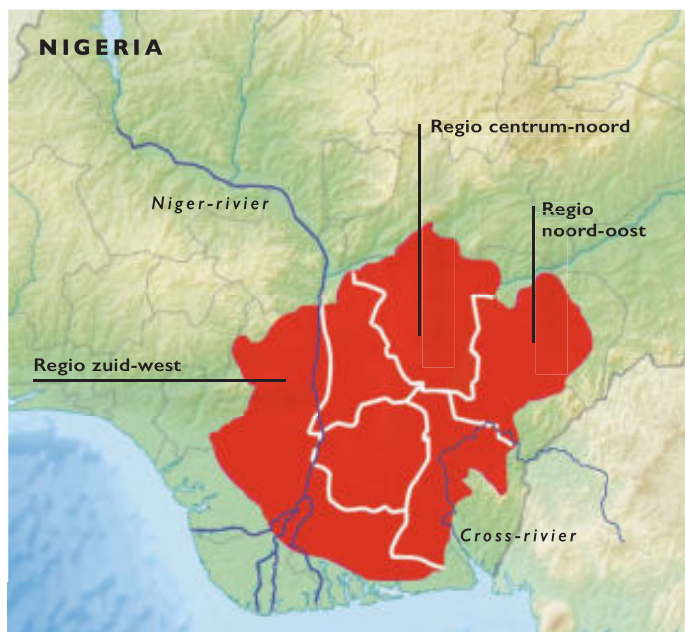 NIGERIA
Regio centrum-noord
Niger-rivier
Regio
noord-oost
Regio zuid-west
Cross-rivier